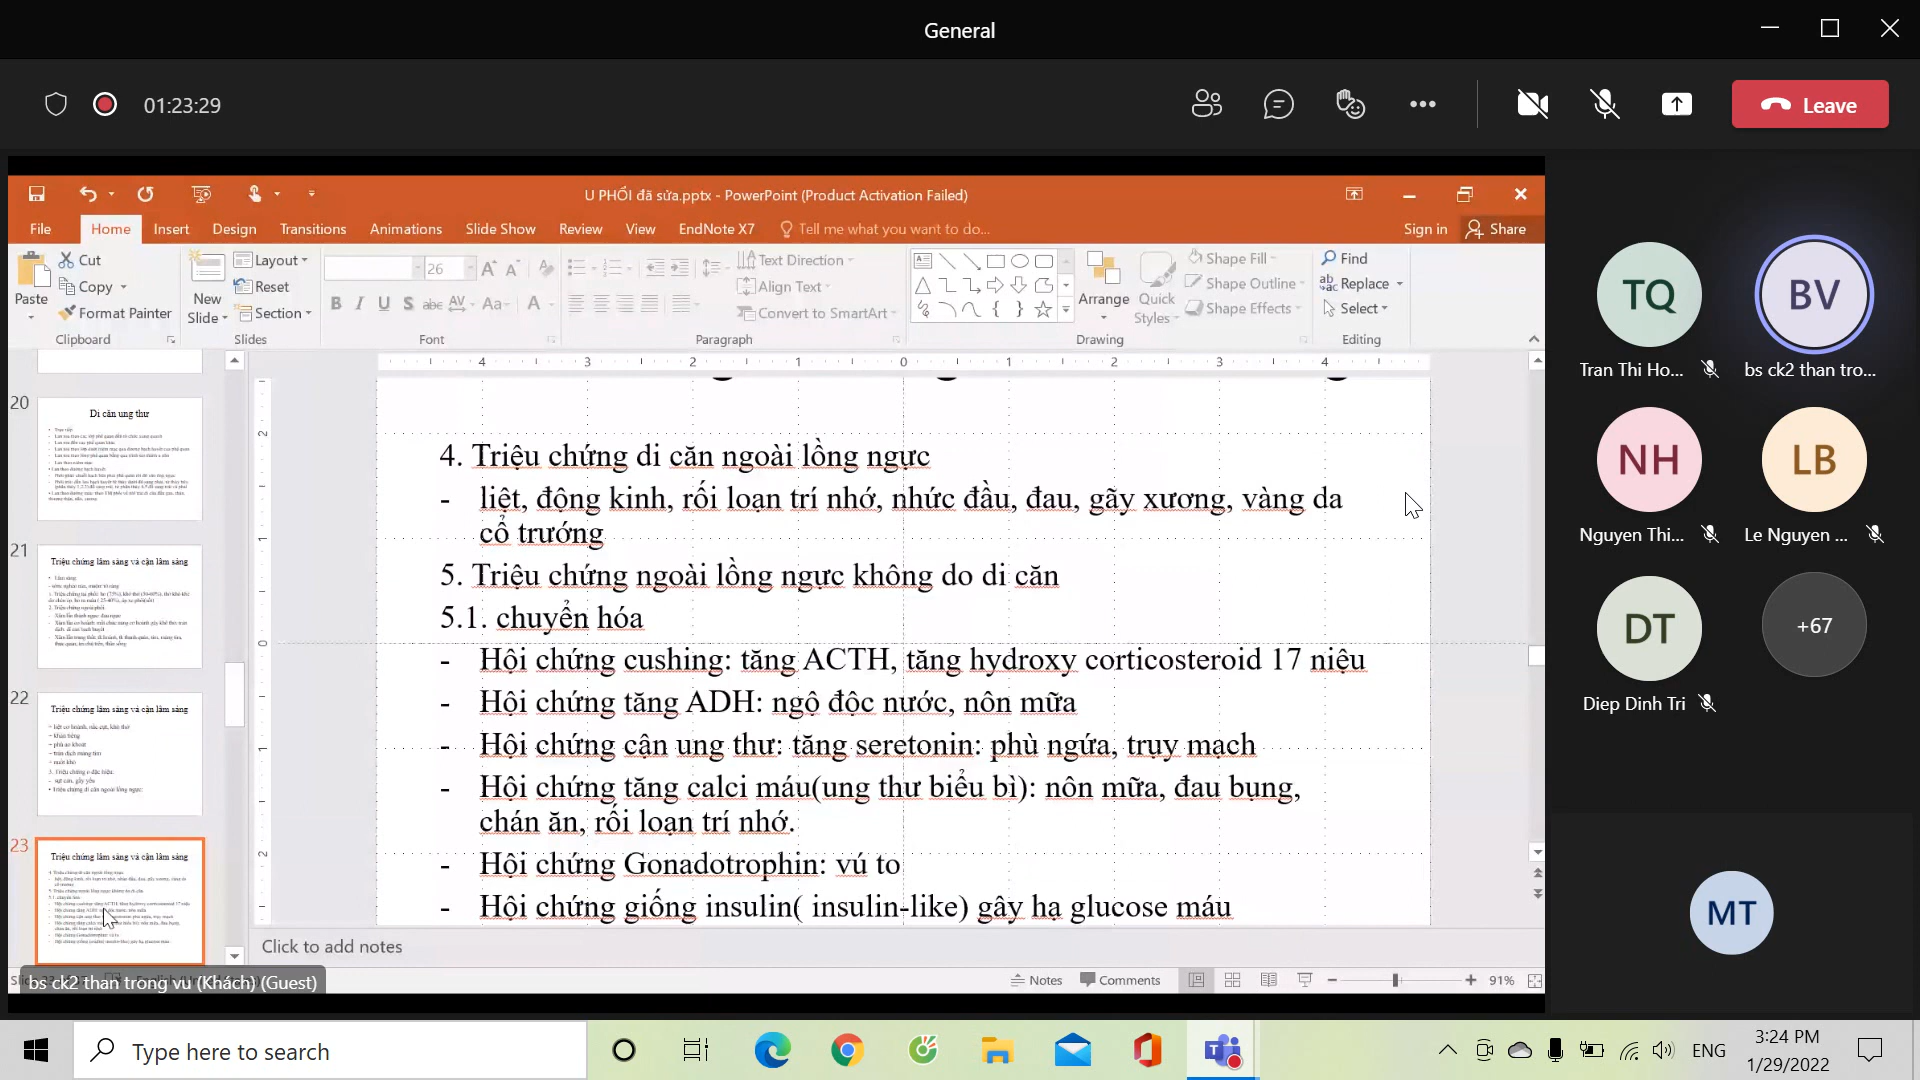 General
01:23:29
Leave
U PHỔI đã sửa.pptx - PowerPoint (Product Activation Failed)
File Home Insert Design Transitions Animations Slide Show Review View EndNote X7 Tell me what you want to do... Sign in Share
Paste
Cut
Copy
Format Painter
Clipboard
New Slide
Layout
Reset
Section
Slides
26
Font
Text Direction
Align Text
Convert to SmartArt
Paragraph
Arrange
Quick Styles
Shape Fill
Shape Outline
Shape Effects
Drawing
Find
Replace
Select
Editing
20
Di căn ung thư
21
Triệu chứng lâm sàng và cận lâm sàng
22
Triệu chứng lâm sàng và cận lâm sàng
23
Triệu chứng lâm sàng và cận lâm sàng
4. Triệu chứng di căn ngoài lồng ngực
- liệt, động kinh, rối loạn trí nhớ, nhức đầu, đau, gãy xương, vàng da
cổ trướng
5. Triệu chứng ngoài lồng ngực không do di căn
5.1. chuyển hóa
- Hội chứng cushing: tăng ACTH, tăng hydroxy corticosteroid 17 niệu
- Hội chứng tăng ADH: ngộ độc nước, nôn mữa
- Hội chứng cận ung thư: tăng seretonin: phù ngứa, trụy mạch
- Hội chứng tăng calci máu(ung thư biểu bì): nôn mữa, đau bụng,
chán ăn, rối loạn trí nhớ.
- Hội chứng Gonadotrophin: vú to
- Hội chứng giống insulin( insulin-like) gây hạ glucose máu
Click to add notes
Notes Comments 91%
bs ck2 than trong vu (Khách) (Guest)
TQ
Tran Thi Ho...
BV
bs ck2 than tro...
NH
Nguyen Thi...
LB
Le Nguyen ...
DT
Diep Dinh Tri
+67
MT
Type here to search
ENG
3:24 PM
1/29/2022